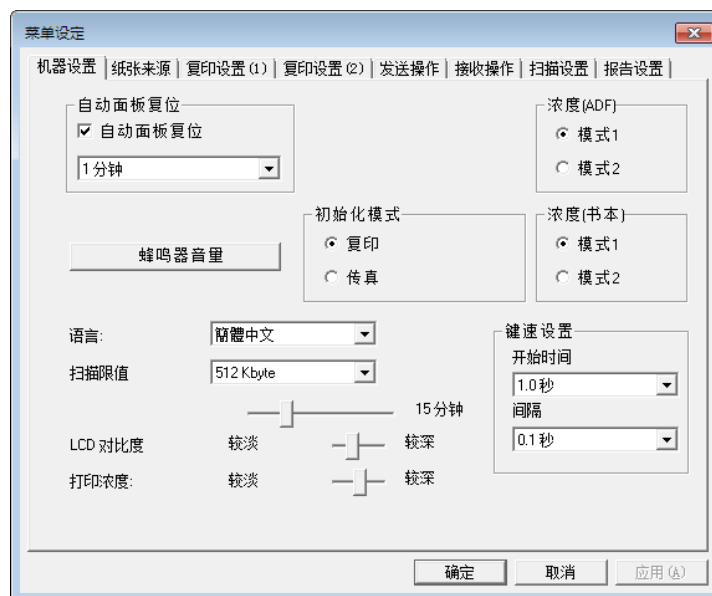 菜单设定
机器设置 纸张来源 复印设置(1) 复印设置(2) 发送操作 接收操作 扫描设置 报告设置
自动面板复位
自动面板复位
1分钟
浓度(ADF)
模式1
模式2
蜂鸣器音量
初始化模式
复印
传真
浓度(书本)
模式1
模式2
语言: 簡體中文
扫描限值 512 Kbyte
15分钟
LCD 对比度 较淡 较深
打印浓度: 较淡 较深
键速设置
开始时间
1.0秒
间隔
0.1秒
确定 取消 应用(A)